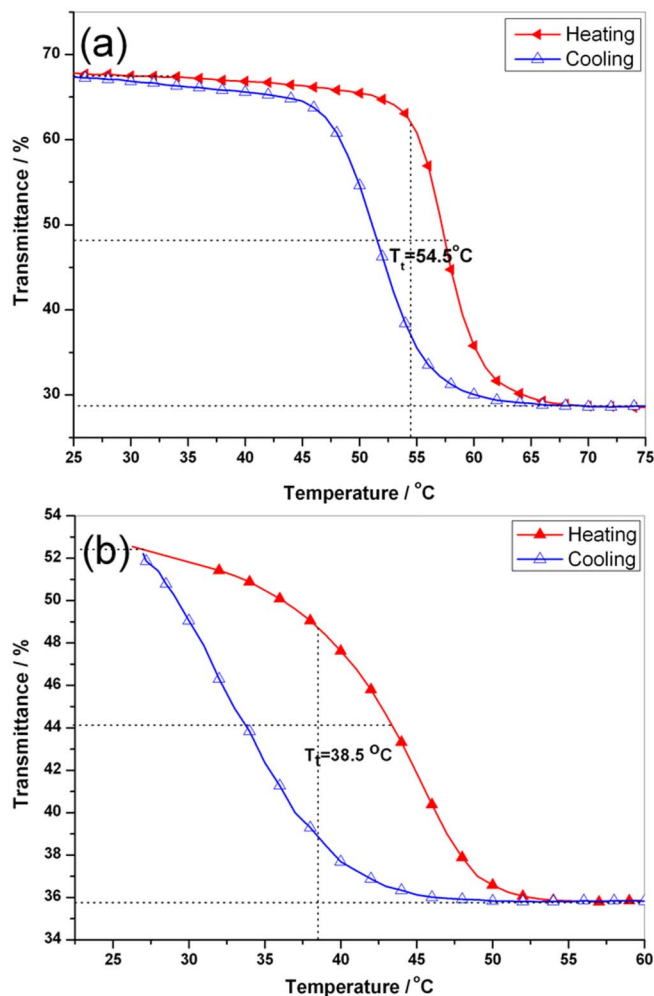 (a)
Heating
Cooling
Transmittance / %
70
60
50
40
30
T_t=54.5°C
25 30 35 40 45 50 55 60 65 70 75
Temperature / °C
(b)
Heating
Cooling
Transmittance / %
54
52
50
48
46
44
42
40
38
36
34
T_t=38.5 °C
25 30 35 40 45 50 55 60
Temperature / °C